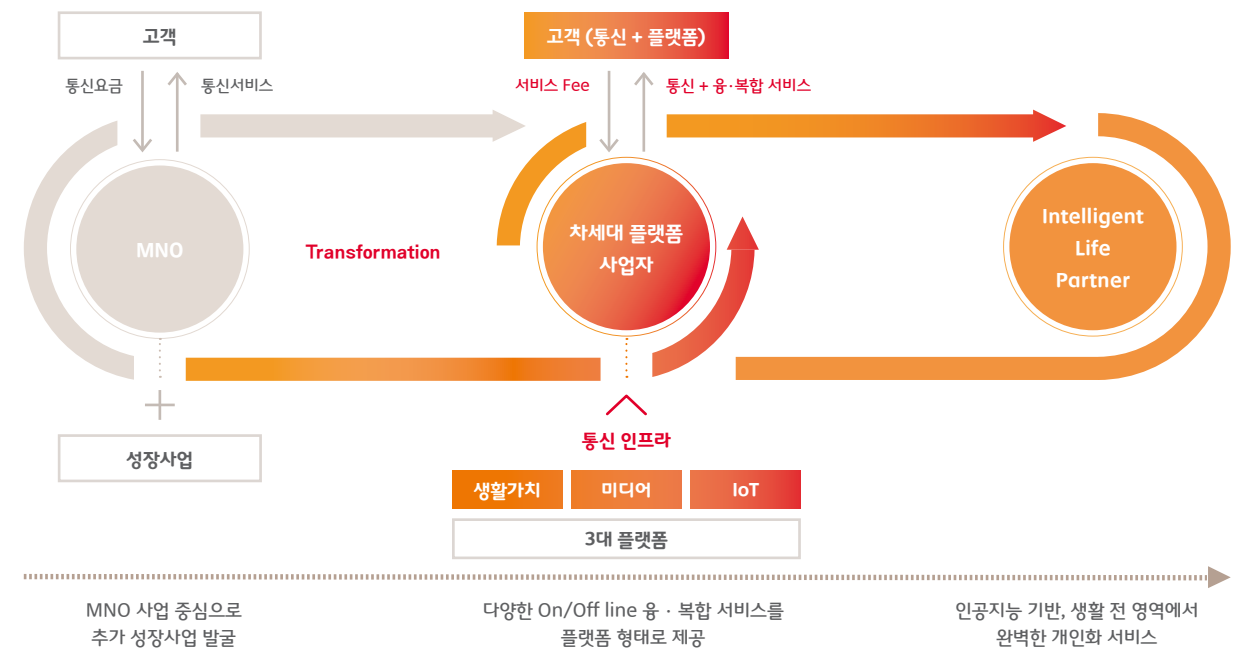 고객
고객 (통신 + 플랫폼)
통신요금
통신서비스
서비스 Fee
통신 + 융·복합 서비스
MNO
Transformation
차세대 플랫폼
사업자
Intelligent
Life
Partner
성장사업
통신 인프라
생활가치
미디어
IoT
3대 플랫폼
MNO 사업 중심으로
추가 성장사업 발굴
다양한 On/Off line 융 · 복합 서비스를
플랫폼 형태로 제공
인공지능 기반, 생활 전 영역에서
완벽한 개인화 서비스